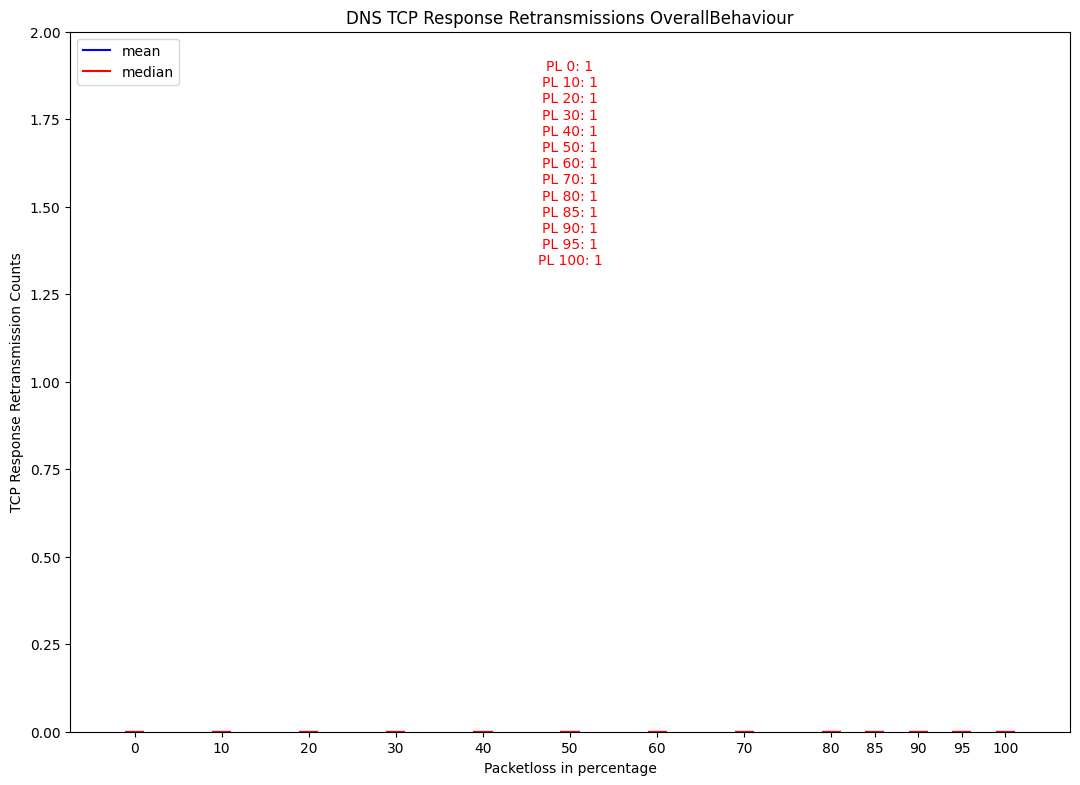 DNS TCP Response Retransmissions OverallBehaviour
mean
median
PL 0: 1
PL 10: 1
PL 20: 1
PL 30: 1
PL 40: 1
PL 50: 1
PL 60: 1
PL 70: 1
PL 80: 1
PL 85: 1
PL 90: 1
PL 95: 1
PL 100: 1
TCP Response Retransmission Counts
2.00
1.75
1.50
1.25
1.00
0.75
0.50
0.25
0.00
0 10 20 30 40 50 60 70 80 85 90 95 100
Packetloss in percentage